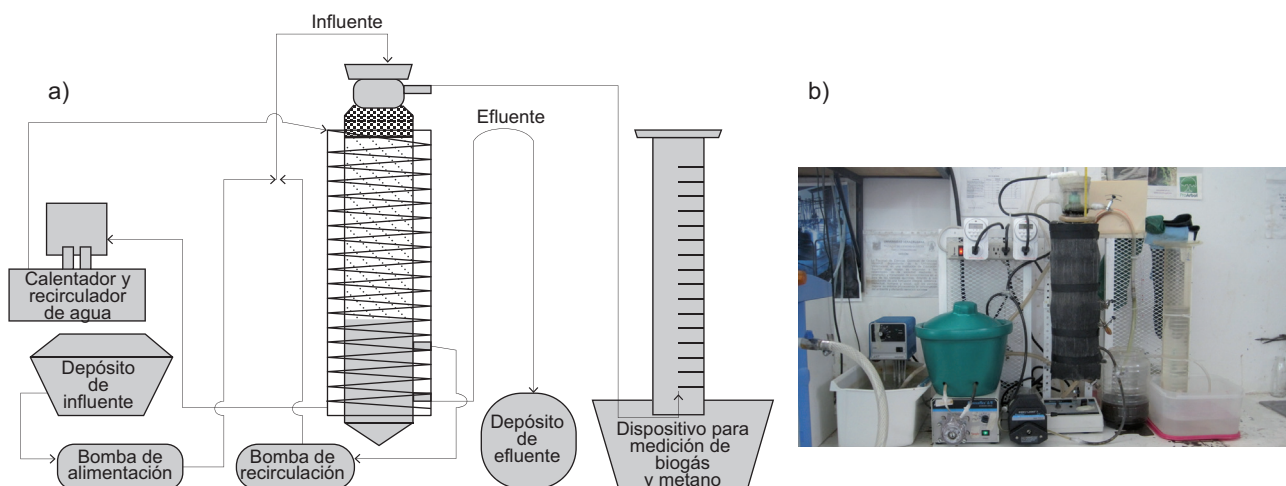 Influente
a)
b)
Efluente
Calentador y
recirculador
de agua
Depósito
de
influente
Bomba de
alimentación
Bomba de
recirculación
Depósito
de
efluente
Dispositivo para
medición de
biogás
y metano